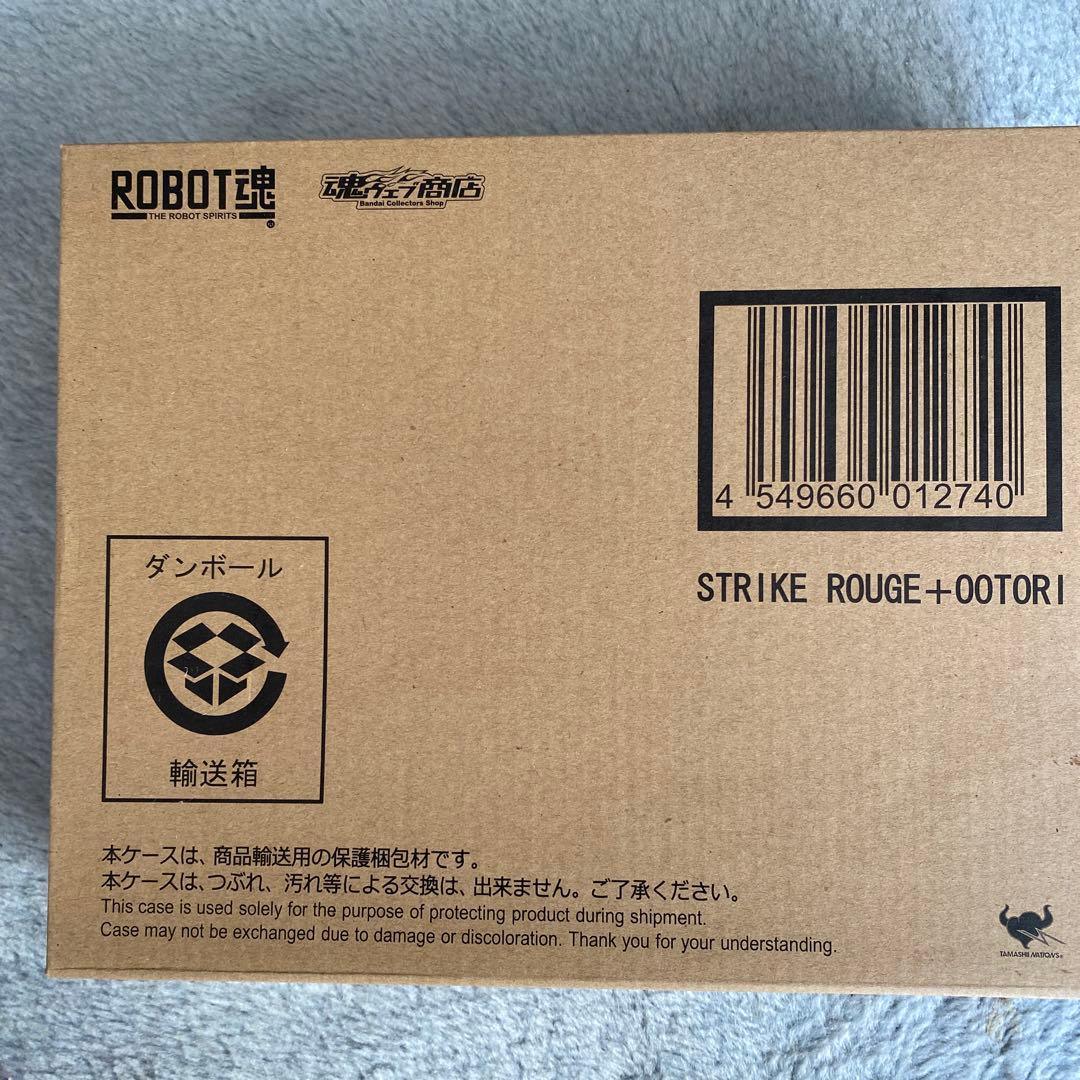 ROBOT魂
THE ROBOT SPIRITS
魂ウェブ商店
Bandai Collectors Shop
4 549660 012740
STRIKE ROUGE+OOTORI
ダンボール
輸送箱
本ケースは、商品輸送用の保護梱包材です。
本ケースは、つぶれ、汚れ等による交換は、出来ません。ご了承ください。
This case is used solely for the purpose of protecting product during shipment.
Case may not be exchanged due to damage or discoloration. Thank you for your understanding.
TAMASHII NATIONS